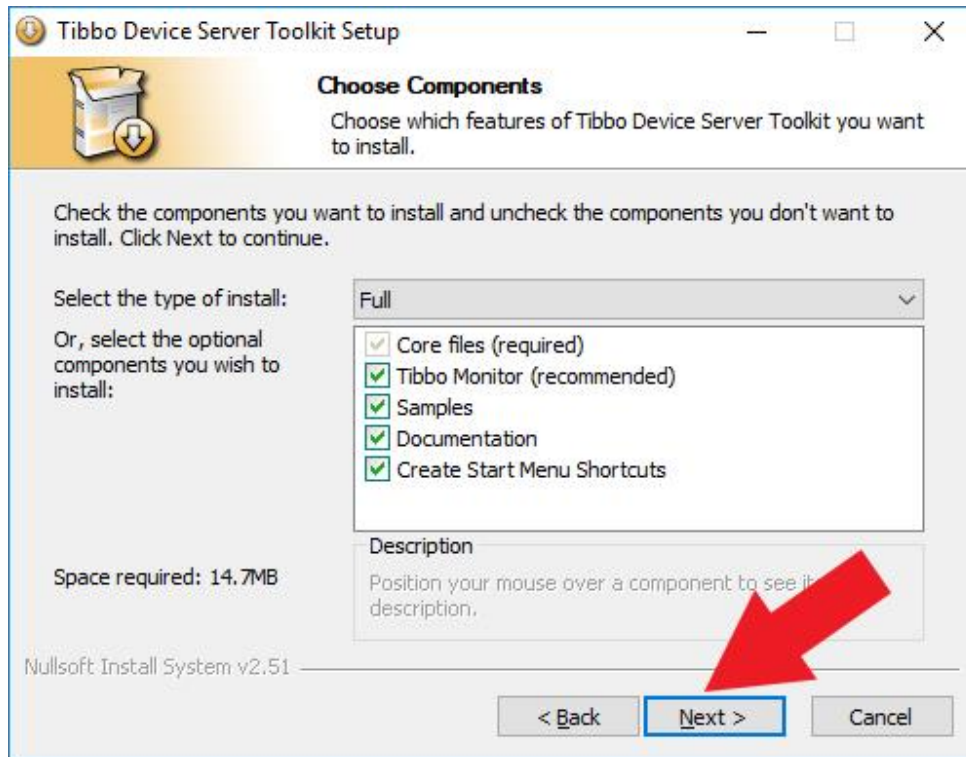 Tibbo Device Server Toolkit Setup
Choose Components
Choose which features of Tibbo Device Server Toolkit you want
to install.
Check the components you want to install and uncheck the components you don't want to
install. Click Next to continue.
Select the type of install:
Full
Or, select the optional
components you wish to
install:
Core files (required)
Tibbo Monitor (recommended)
Samples
Documentation
Create Start Menu Shortcuts
Space required: 14.7MB
Description
Position your mouse over a component to see
description.
Nullsoft Install System v2.51
< Back
Next >
Cancel